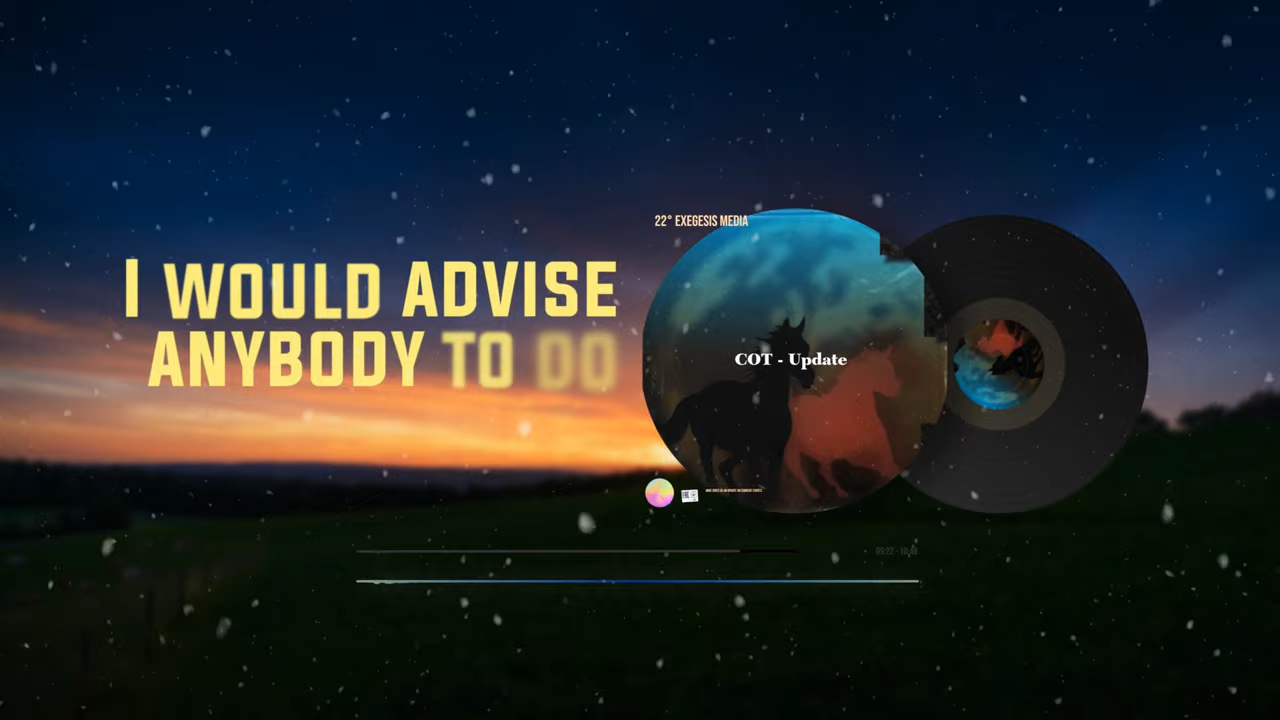 22° EXEGESIS MEDIA
I WOULD ADVISE
ANYBODY TO DO
COT - Update